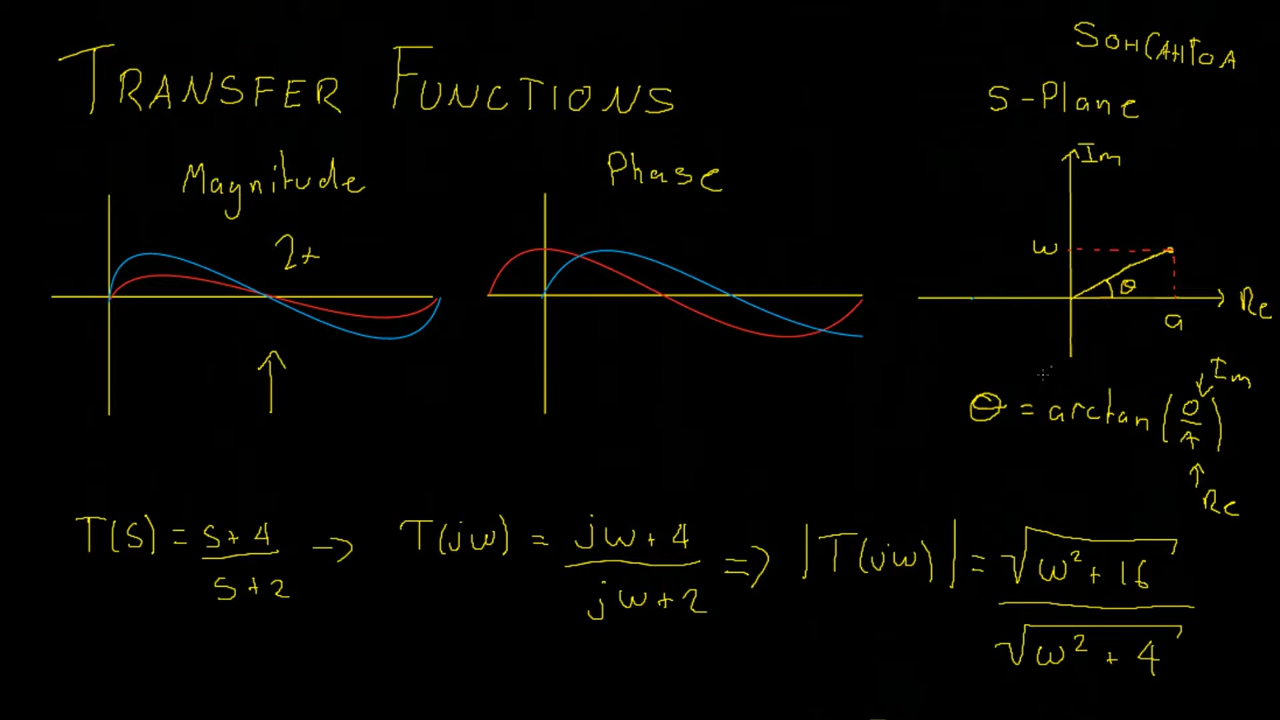 TRANSFER FUNCTIONS
SOHCAHTOA
S-Plane
Magnitude
Phase
Im
2x
ω
θ
Re
a
Im
θ = arctan (O/A)
Re
T(s) = s+4/s+2 → T(jω) = jω+4/jω+2 ⇒ |T(jω)| = √ω²+16/√ω²+4